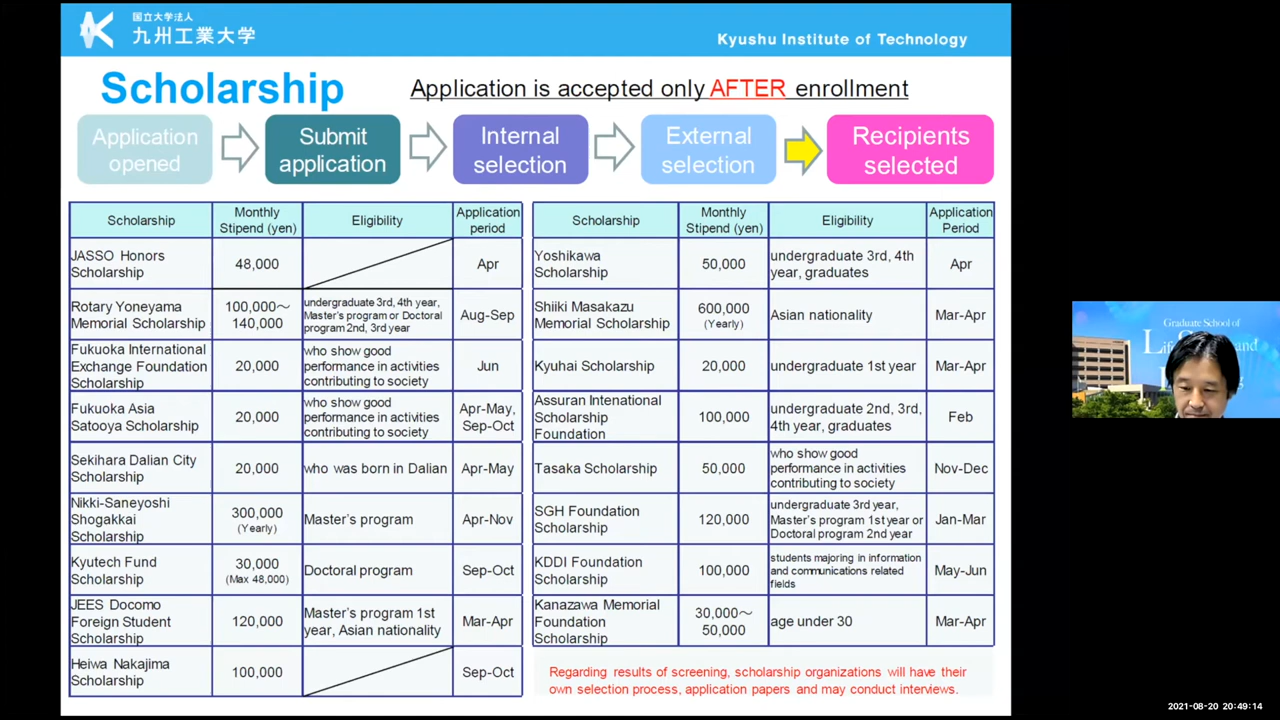 国立大学法人
九州工業大学
Kyushu Institute of Technology
Scholarship
Application is accepted only AFTER enrollment
Application
opened
Submit
application
Internal
selection
External
selection
Recipients
selected
Scholarship
Monthly
Stipend (yen)
Eligibility
Application
period
JASSO Honors
Scholarship
48,000
Apr
Rotary Yoneyama
Memorial Scholarship
100,000～
140,000
undergraduate 3rd, 4th year,
Master's program or Doctoral
program 2nd, 3rd year
Aug-Sep
Fukuoka International
Exchange Foundation
Scholarship
20,000
who show good
performance in activities
contributing to society
Jun
Fukuoka Asia
Satooya Scholarship
20,000
who show good
performance in activities
contributing to society
Apr-May,
Sep-Oct
Sekihara Dalian City
Scholarship
20,000
who was born in Dalian
Apr-May
Nikki-Saneyoshi
Shogakkai
Scholarship
300,000
(Yearly)
Master's program
Apr-Nov
Kyutech Fund
Scholarship
30,000
(Max 48,000)
Doctoral program
Sep-Oct
JEES Docomo
Foreign Student
Scholarship
120,000
Master's program 1st
year, Asian nationality
Mar-Apr
Heiwa Nakajima
Scholarship
100,000
Sep-Oct
Scholarship
Monthly
Stipend (yen)
Eligibility
Application
Period
Yoshikawa
Scholarship
50,000
undergraduate 3rd, 4th
year, graduates
Apr
Shiiki Masakazu
Memorial Scholarship
600,000
(Yearly)
Asian nationality
Mar-Apr
Kyuhai Scholarship
20,000
undergraduate 1st year
Mar-Apr
Assuran Intenational
Scholarship
Foundation
100,000
undergraduate 2nd, 3rd,
4th year, graduates
Feb
Tasaka Scholarship
50,000
who show good
performance in activities
contributing to society
Nov-Dec
SGH Foundation
Scholarship
120,000
undergraduate 3rd year,
Master's program 1st year or
Doctoral program 2nd year
Jan-Mar
KDDI Foundation
Scholarship
100,000
students majoring in information
and communications related
fields
May-Jun
Kanazawa Memorial
Foundation
Scholarship
30,000～
50,000
age under 30
Mar-Apr
Regarding results of screening, scholarship organizations will have their
own selection process, application papers and may conduct interviews.
Graduate School of
2021-08-20 20:49:14